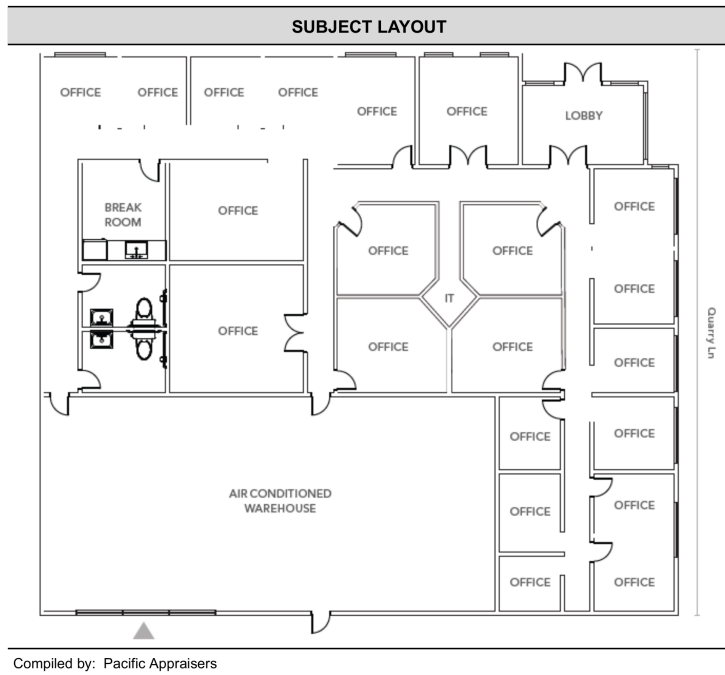 SUBJECT LAYOUT
OFFICE
OFFICE
OFFICE
OFFICE
OFFICE
OFFICE
LOBBY
BREAK
ROOM
OFFICE
OFFICE
OFFICE
OFFICE
OFFICE
IT
OFFICE
OFFICE
OFFICE
OFFICE
OFFICE
Quarry Ln
OFFICE
OFFICE
AIR CONDITIONED
WAREHOUSE
OFFICE
OFFICE
OFFICE
OFFICE
Compiled by: Pacific Appraisers